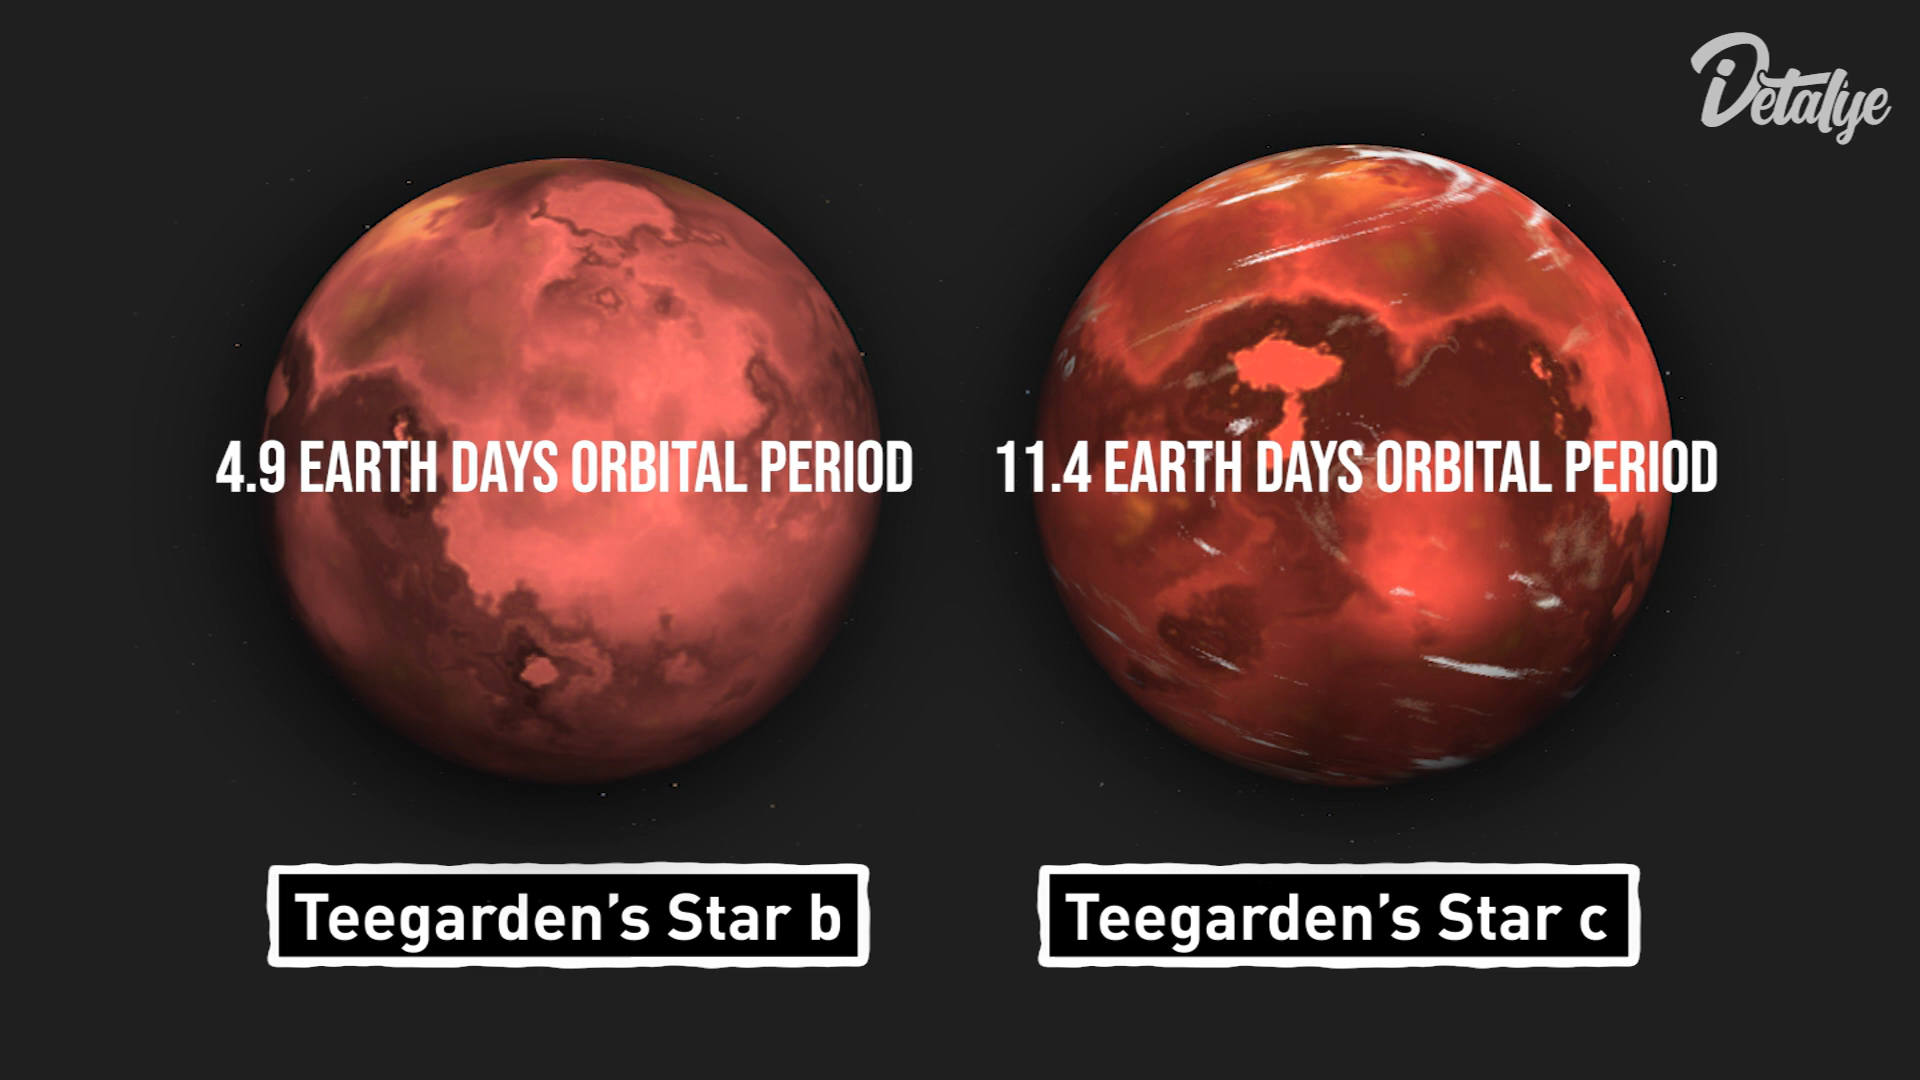 Detalye
4.9 EARTH DAYS ORBITAL PERIOD
11.4 EARTH DAYS ORBITAL PERIOD
Teegarden’s Star b
Teegarden’s Star c